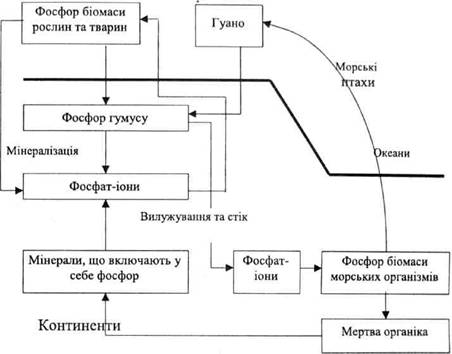 Фосфор біомаси
рослин та тварин
Гуано
Морські
птахи
Фосфор гумусу
Мінералізація
Океани
Фосфат-іони
Вилужування та стік
Мінерали, що включають у
себе фосфор
Фосфат-
іони
Фосфор біомаси
морських організмів
Континенти
Мертва органіка